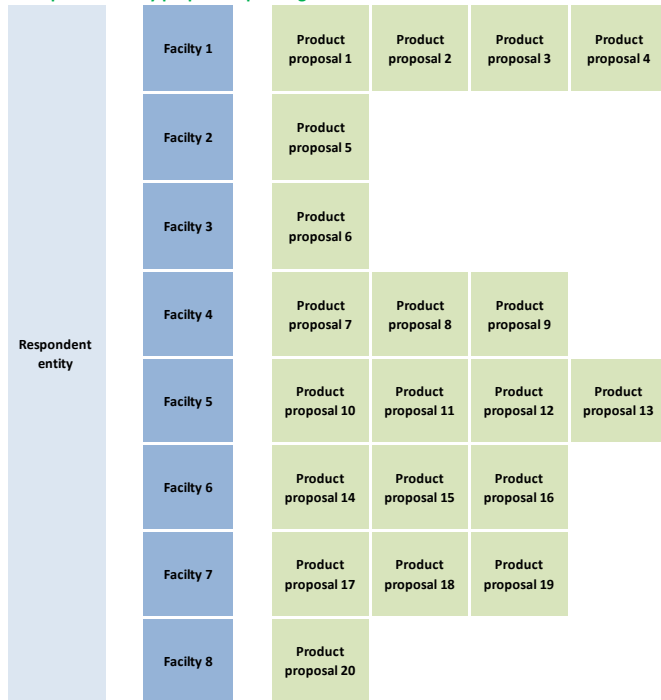 Facilty 1
Product
proposal 1
Product
proposal 2
Product
proposal 3
Product
proposal 4
Facilty 2
Product
proposal 5
Facilty 3
Product
proposal 6
Respondent
entity
Facilty 4
Product
proposal 7
Product
proposal 8
Product
proposal 9
Facilty 5
Product
proposal 10
Product
proposal 11
Product
proposal 12
Product
proposal 13
Facilty 6
Product
proposal 14
Product
proposal 15
Product
proposal 16
Facilty 7
Product
proposal 17
Product
proposal 18
Product
proposal 19
Facilty 8
Product
proposal 20